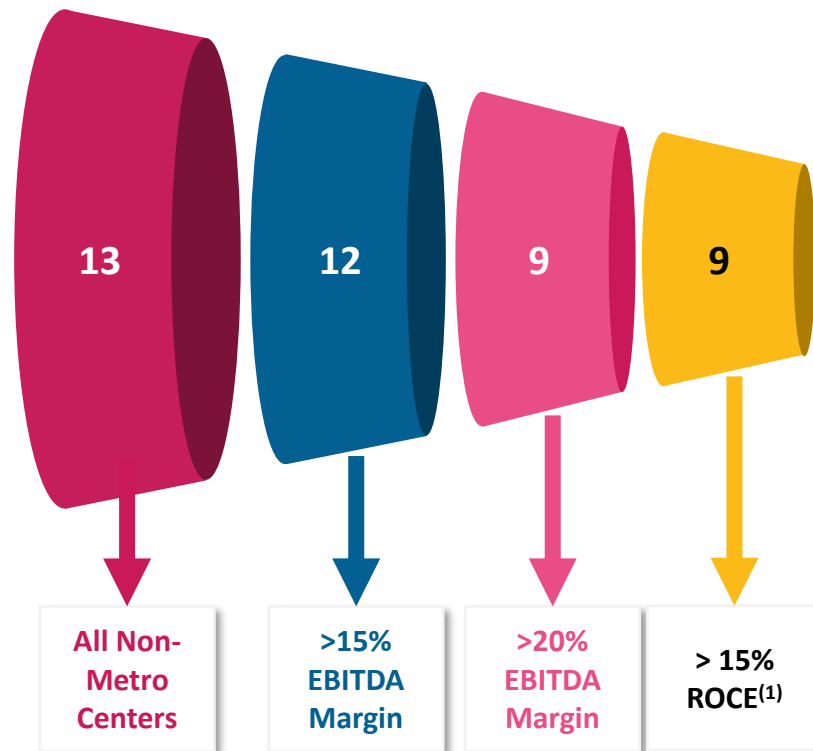 13
12
9
9
All Non-
Metro
Centers
>15%
EBITDA
Margin
>20%
EBITDA
Margin
> 15%
ROCE(1)